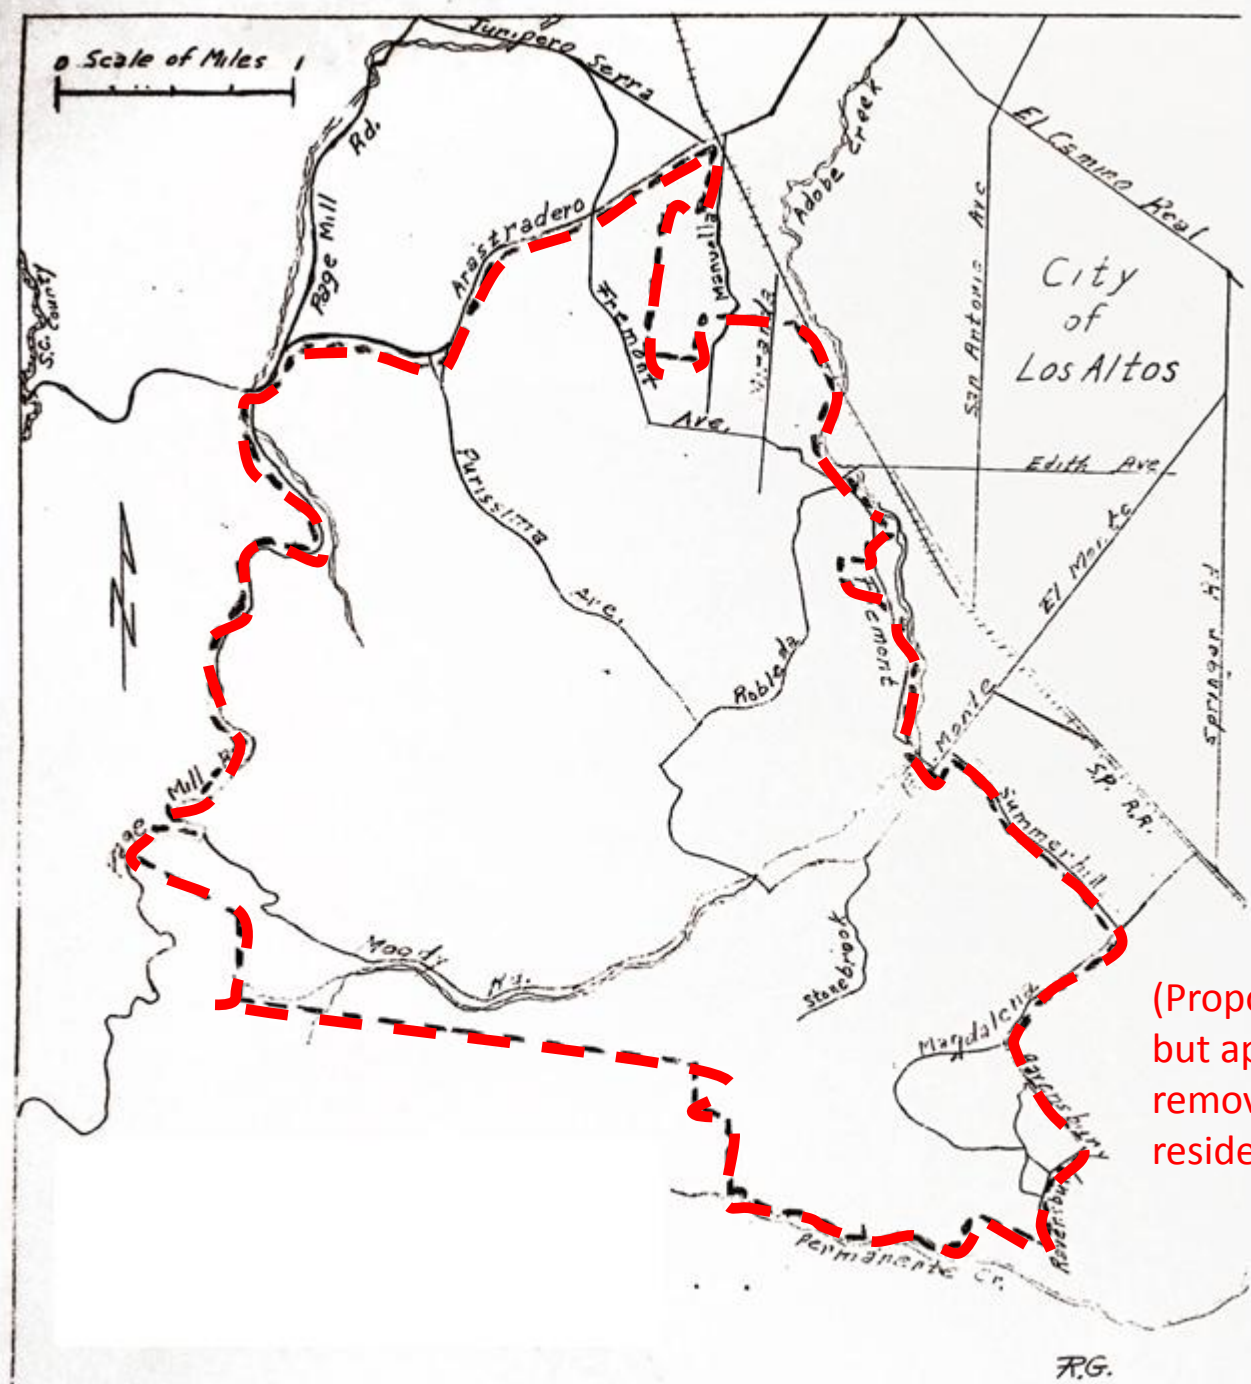 0 Scale of Miles 1
Junipero
Serra
Rd.
Page Mill
Arastradero
Adobe Creek
El Camino Real
San Antonio Ave
City
of
Los Altos
S.C. County
Fremont
Manuella
Ave.
Edith Ave
Purissima
Ave.
El Monte
Springer Rd
Robleda
Fremont
Monte
S.P. R.R.
Summerhill
Mill
Page
Moody
Rd.
Stonebrook
Magdalena
Ravensbury
Ravensbury
Permanente Cr.
(Prop
but ap
remov
reside
R.G.